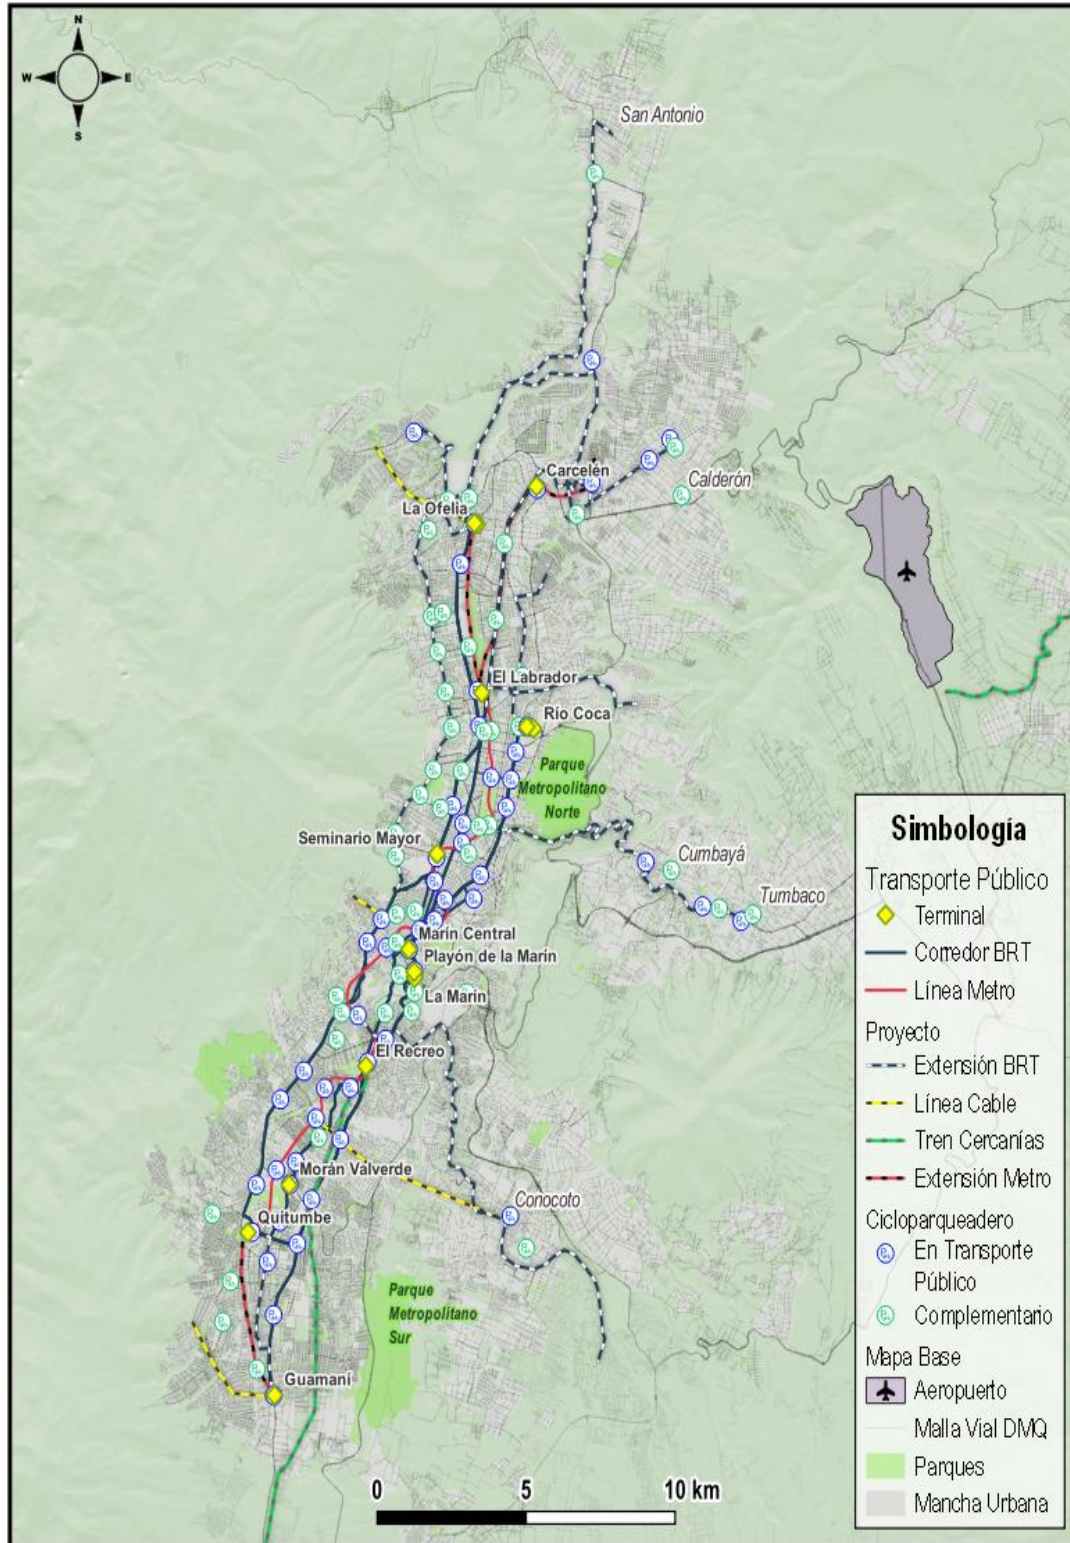 N
W E
S
San Antonio
Carcelén
Calderón
La Ofelia
El Labrador
Río Coca
Parque
Metropolitano
Norte
Seminario Mayor
Cumbayá
Tumbaco
Marín Central
Playón de la Marín
La Marín
El Recreo
Morán Valverde
Conocoto
Quitumbe
Parque
Metropolitano
Sur
Guamaní
0 5 10 km
Simbología
Transporte Público
Terminal
Corredor BRT
Línea Metro
Proyecto
Extensión BRT
Línea Cable
Tren Cercanías
Extensión Metro
Cicloparqueadero
En Transporte
Público
Complementario
Mapa Base
Aeropuerto
Malla Vial DMQ
Parques
Mancha Urbana